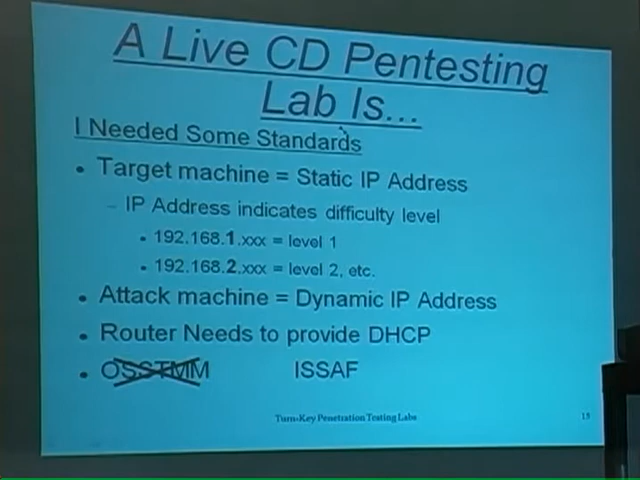 A Live CD Pentesting
Lab Is...
I Needed Some Standards
• Target machine = Static IP Address
– IP Address indicates difficulty level
• 192.168.1.xxx = level 1
• 192.168.2.xxx = level 2, etc.
• Attack machine = Dynamic IP Address
• Router Needs to provide DHCP
• OSSTMM ISSAF
Turn-Key Penetration Testing Labs 13